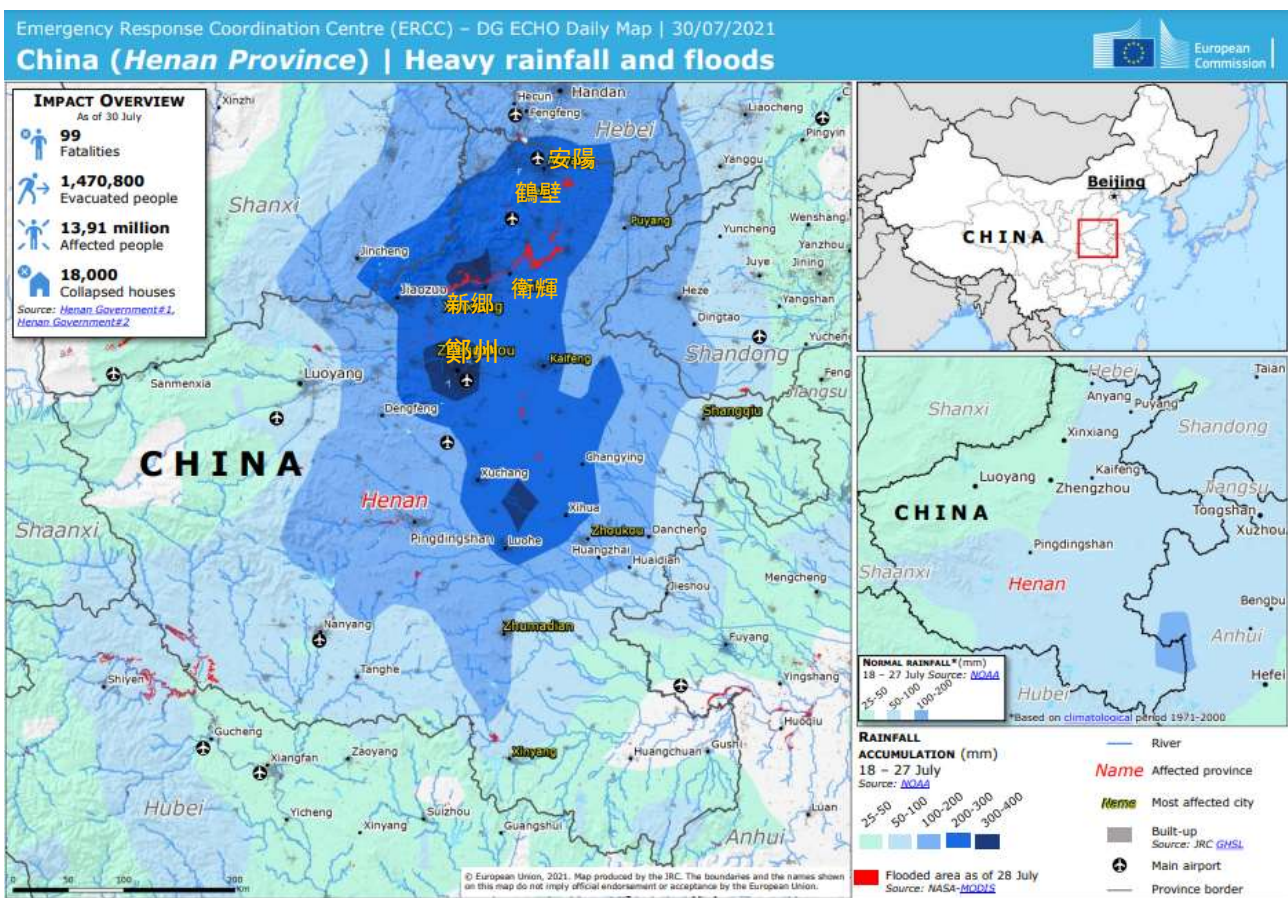 Emergency Response Coordination Centre (ERCC) – DG ECHO Daily Map | 30/07/2021
China (Henan Province) | Heavy rainfall and floods
European
Commission
IMPACT OVERVIEW
As of 30 July
99
Fatalities
1,470,800
Evacuated people
13,91 million
Affected people
18,000
Collapsed houses
Source: Henan Government#1,
Henan Government#2
Xinzhi
Hecun
Handan
Fengfeng
Hebei
Liaocheng
Pingyin
安陽
Yanggu
鶴壁
Shanxi
Puyang
Wenshang
Yuncheng
Yanzhou
Jincheng
Juye
Jining
Jiaozuo
衛輝
新郷
Heze
Yangshan
Dingtao
鄭州
Yucheng
Kaifeng
Shandong
Sanmenxia
Luoyang
Feng
Jiangsu
Dengfeng
Shangqiu
CHINA
Changying
Xuchang
Henan
Xihua
Shaanxi
Pingdingshan
Luohe
Zhoukou
Dancheng
Huangzhai
Huaidian
Jieshou
Mengcheng
Nanyang
Zhumadian
Fuyang
Tanghe
Yingshang
Shiyen
Gucheng
Huoqiu
Xiangfan
Zaoyang
Xinyang
Huangchuan
Gushi
Hubei
Yicheng
Suizhou
Luan
Xinyang
Guangshui
Anhui
0
50
100
200
Km
© European Union, 2021. Map produced by the JRC. The boundaries and the names shown
on this map do not imply official endorsement or acceptance by the European Union.
Beijing
CHINA
Hebei
Taian
Anyang
Puyang
Shanxi
Shandong
Xinxiang
Luoyang
Kaifeng
Zhengzhou
Jiangsu
CHINA
Tongshan
Xuzhou
Pingdingshan
Shaanxi
Henan
Bengbu
Anhui
Hefei
Hubei
NORMAL RAINFALL* (mm)
18 – 27 July Source: NOAA
25-50
50-100
100-200
*Based on climatological period 1971-2000
RAINFALL
ACCUMULATION (mm)
18 – 27 July
Source: NOAA
25-50
50-100
100-200
200-300
300-400
Flooded area as of 28 July
Source: NASA-MODIS
River
Name Affected province
Name Most affected city
Built-up
Source: JRC GHSL
Main airport
Province border